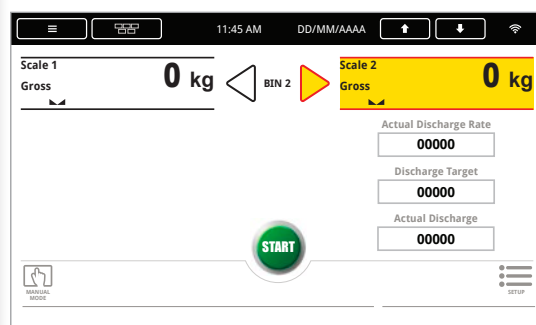 11:45 AM DD/MM/AAAA
Scale 1
Gross
0 kg
BIN 2
Scale 2
Gross
0 kg
Actual Discharge Rate
00000
Discharge Target
00000
Actual Discharge
00000
START
MANUAL
MODE
SETUP